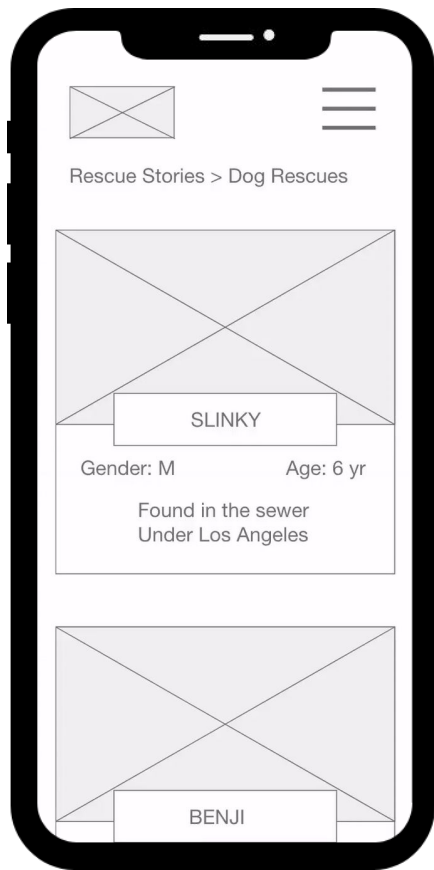 Rescue Stories > Dog Rescues
SLINKY
Gender: M Age: 6 yr
Found in the sewer
Under Los Angeles
BENJI